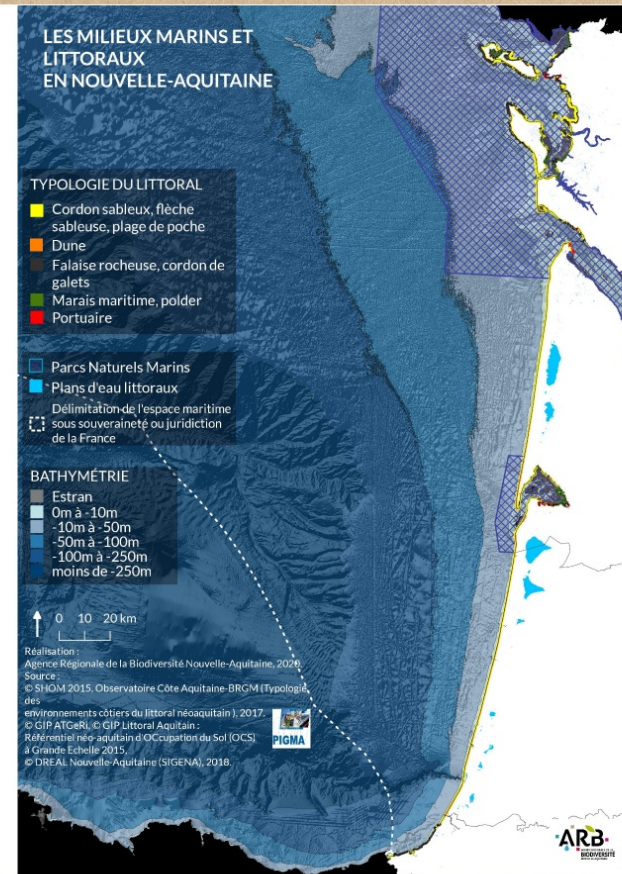 LES MILIEUX MARINS ET
LITTORAUX
EN NOUVELLE-AQUITAINE
TYPOLOGIE DU LITTORAL
Cordon sableux, flèche
sableuse, plage de poche
Dune
Falaise rocheuse, cordon de
galets
Marais maritime, polder
Portuaire
Parcs Naturels Marins
Plans d'eau littoraux
Délimitation de l'espace maritime
sous souveraineté ou juridiction
de la France
BATHYMÉTRIE
Estran
0m à -10m
-10m à -50m
-50m à -100m
-100m à -250m
moins de -250m
0 10 20 km
Réalisation :
Agence Régionale de la Biodiversité Nouvelle-Aquitaine, 2020.
Source :
© SHOM 2015, Observatoire Côte Aquitaine-BRGM (Typologie
des
environnements côtiers du littoral néoaquitain ), 2017.
© GIP ATGeRi, © GIP Littoral Aquitain :
Référentiel néo-aquitain d'OCcupation du Sol (OCS)
à Grande Echelle 2015,
© DREAL Nouvelle-Aquitaine (SIGENA), 2018.
PIGMA
ARB
BIODIVERSITÉ